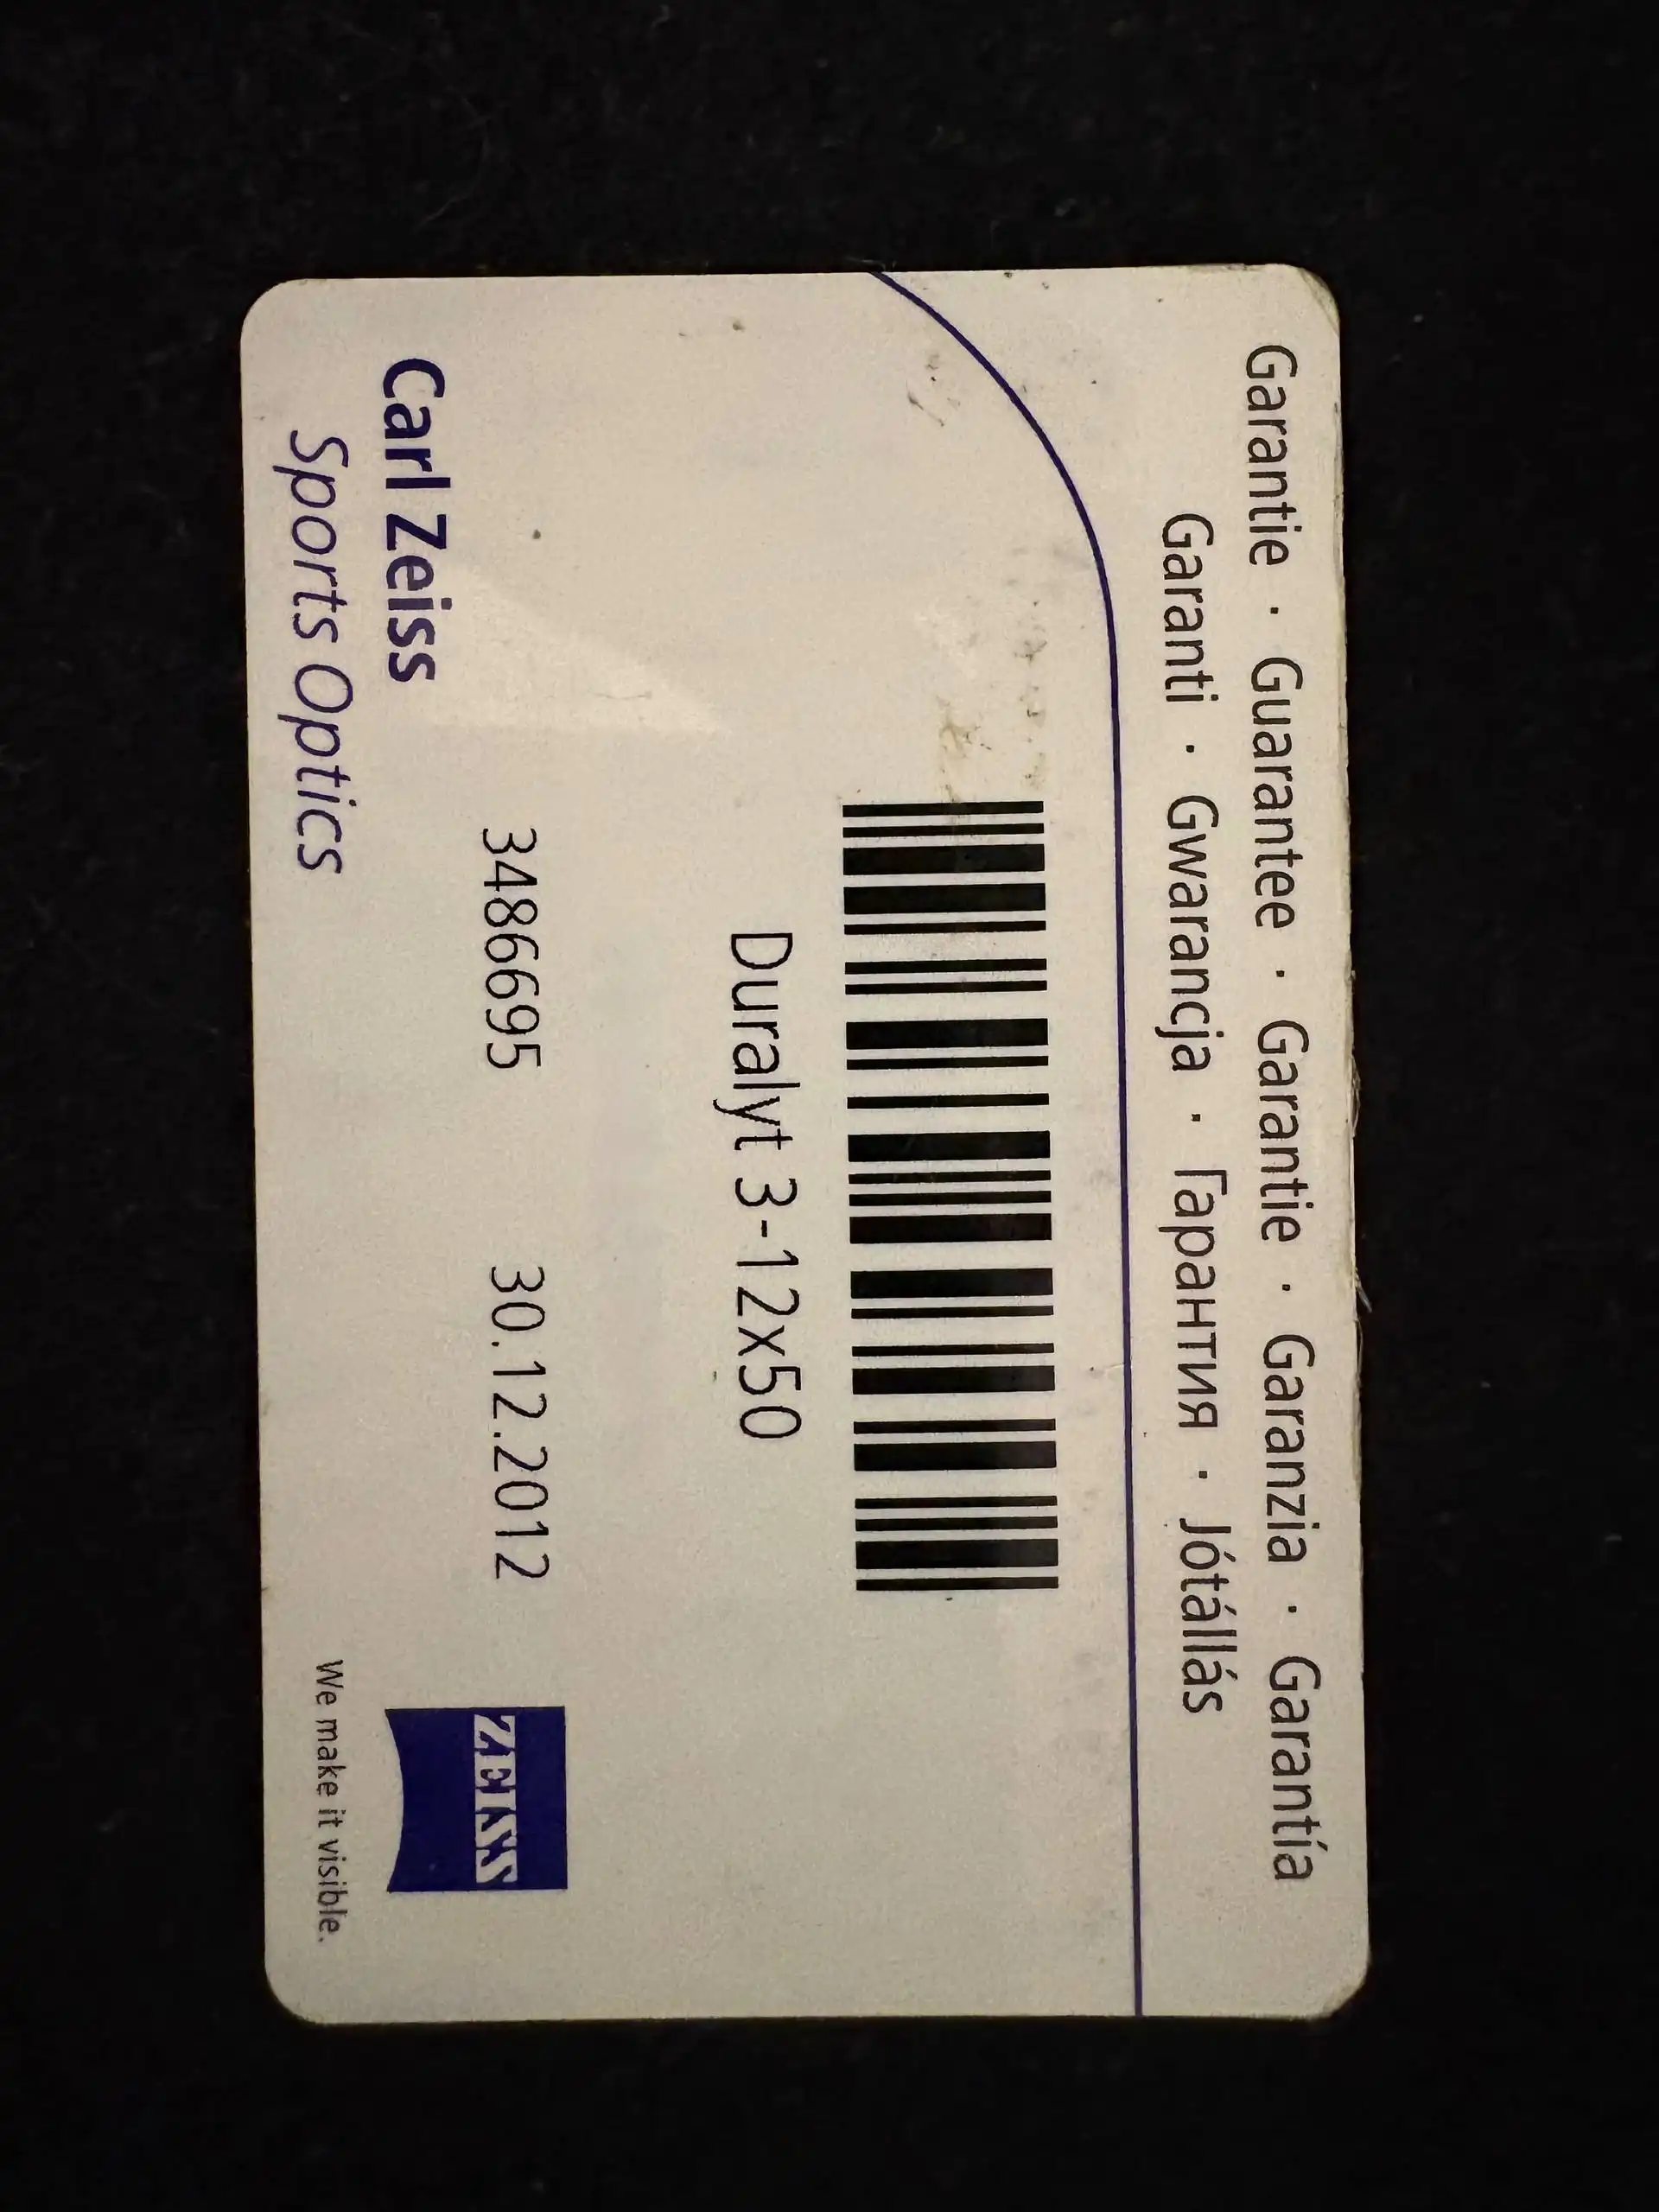 Garantie · Guarantee · Garantie · Garanzia · Garantía
Garanti · Gwarancja · Гарантия · Jótállás
Duralyt 3-12x50
3486695 30.12.2012
ZEISS
Carl Zeiss
Sports Optics
We make it visible.